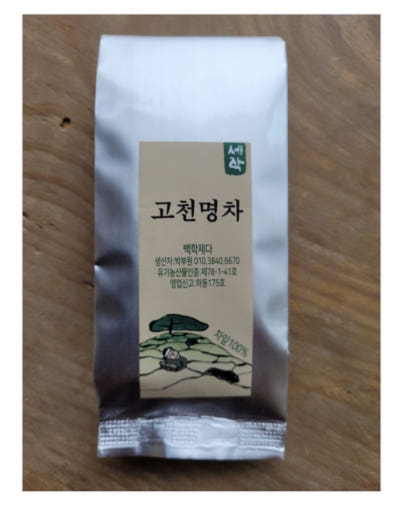 세작
고천명차
백학제다
생산자:박부원 010.3840.6670
유기농산물인증:제78-1-41호
영업신고:하동175호
차잎100%